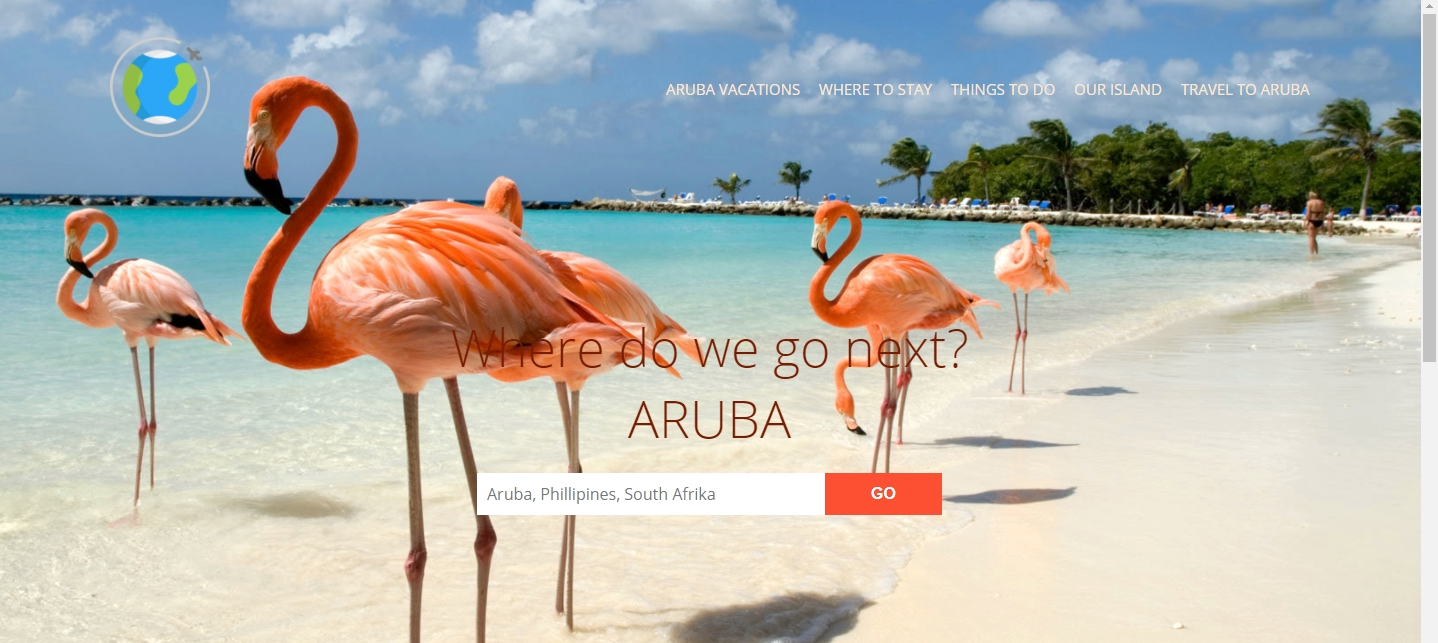 ARUBA VACATIONS WHERE TO STAY THINGS TO DO OUR ISLAND TRAVEL TO ARUBA
Where do we go next?
ARUBA
Aruba, Phillipines, South Afrika GO